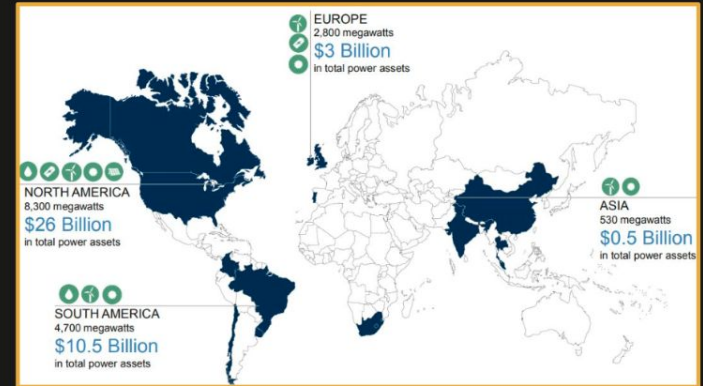 EUROPE
2,800 megawatts
$3 Billion
in total power assets
NORTH AMERICA
8,300 megawatts
$26 Billion
in total power assets
ASIA
530 megawatts
$0.5 Billion
in total power assets
SOUTH AMERICA
4,700 megawatts
$10.5 Billion
in total power assets